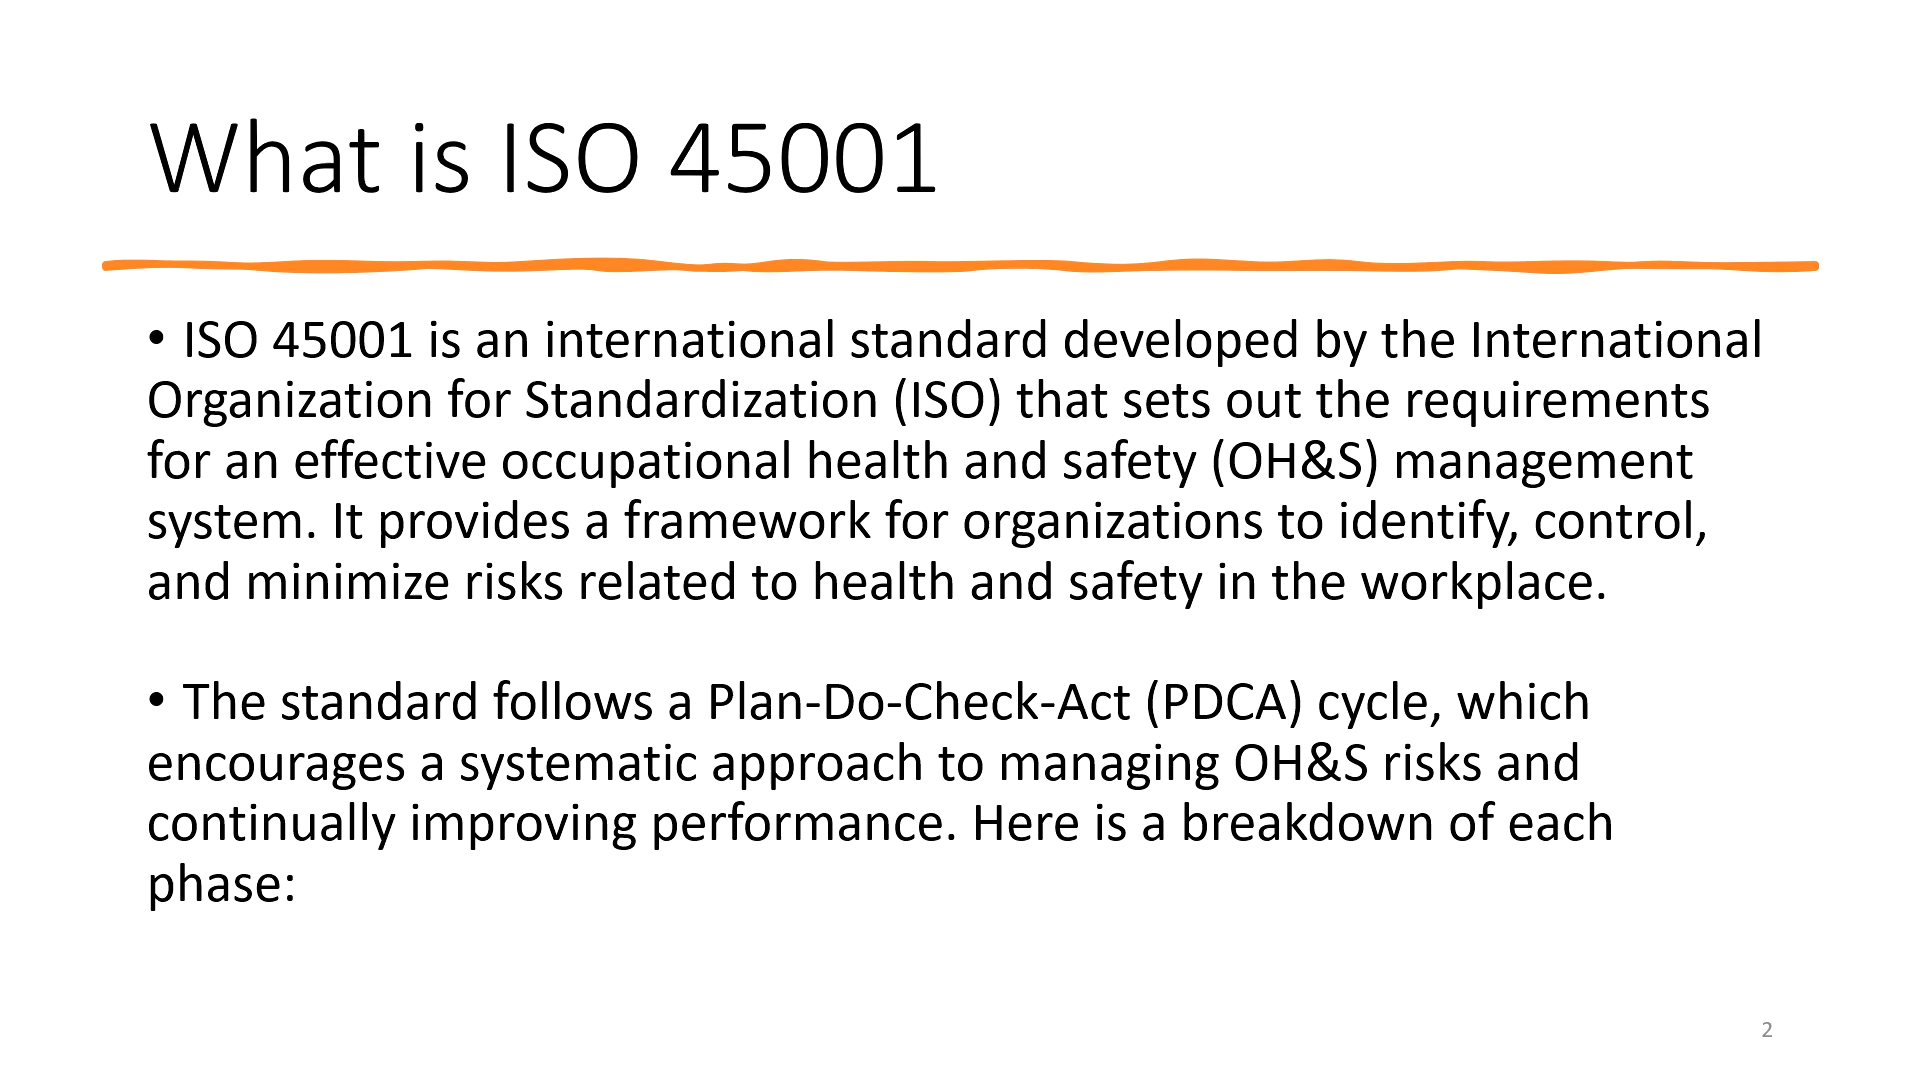 What is ISO 45001
• ISO 45001 is an international standard developed by the International
Organization for Standardization (ISO) that sets out the requirements
for an effective occupational health and safety (OH&S) management
system. It provides a framework for organizations to identify, control,
and minimize risks related to health and safety in the workplace.
• The standard follows a Plan-Do-Check-Act (PDCA) cycle, which
encourages a systematic approach to managing OH&S risks and
continually improving performance. Here is a breakdown of each
phase:
2